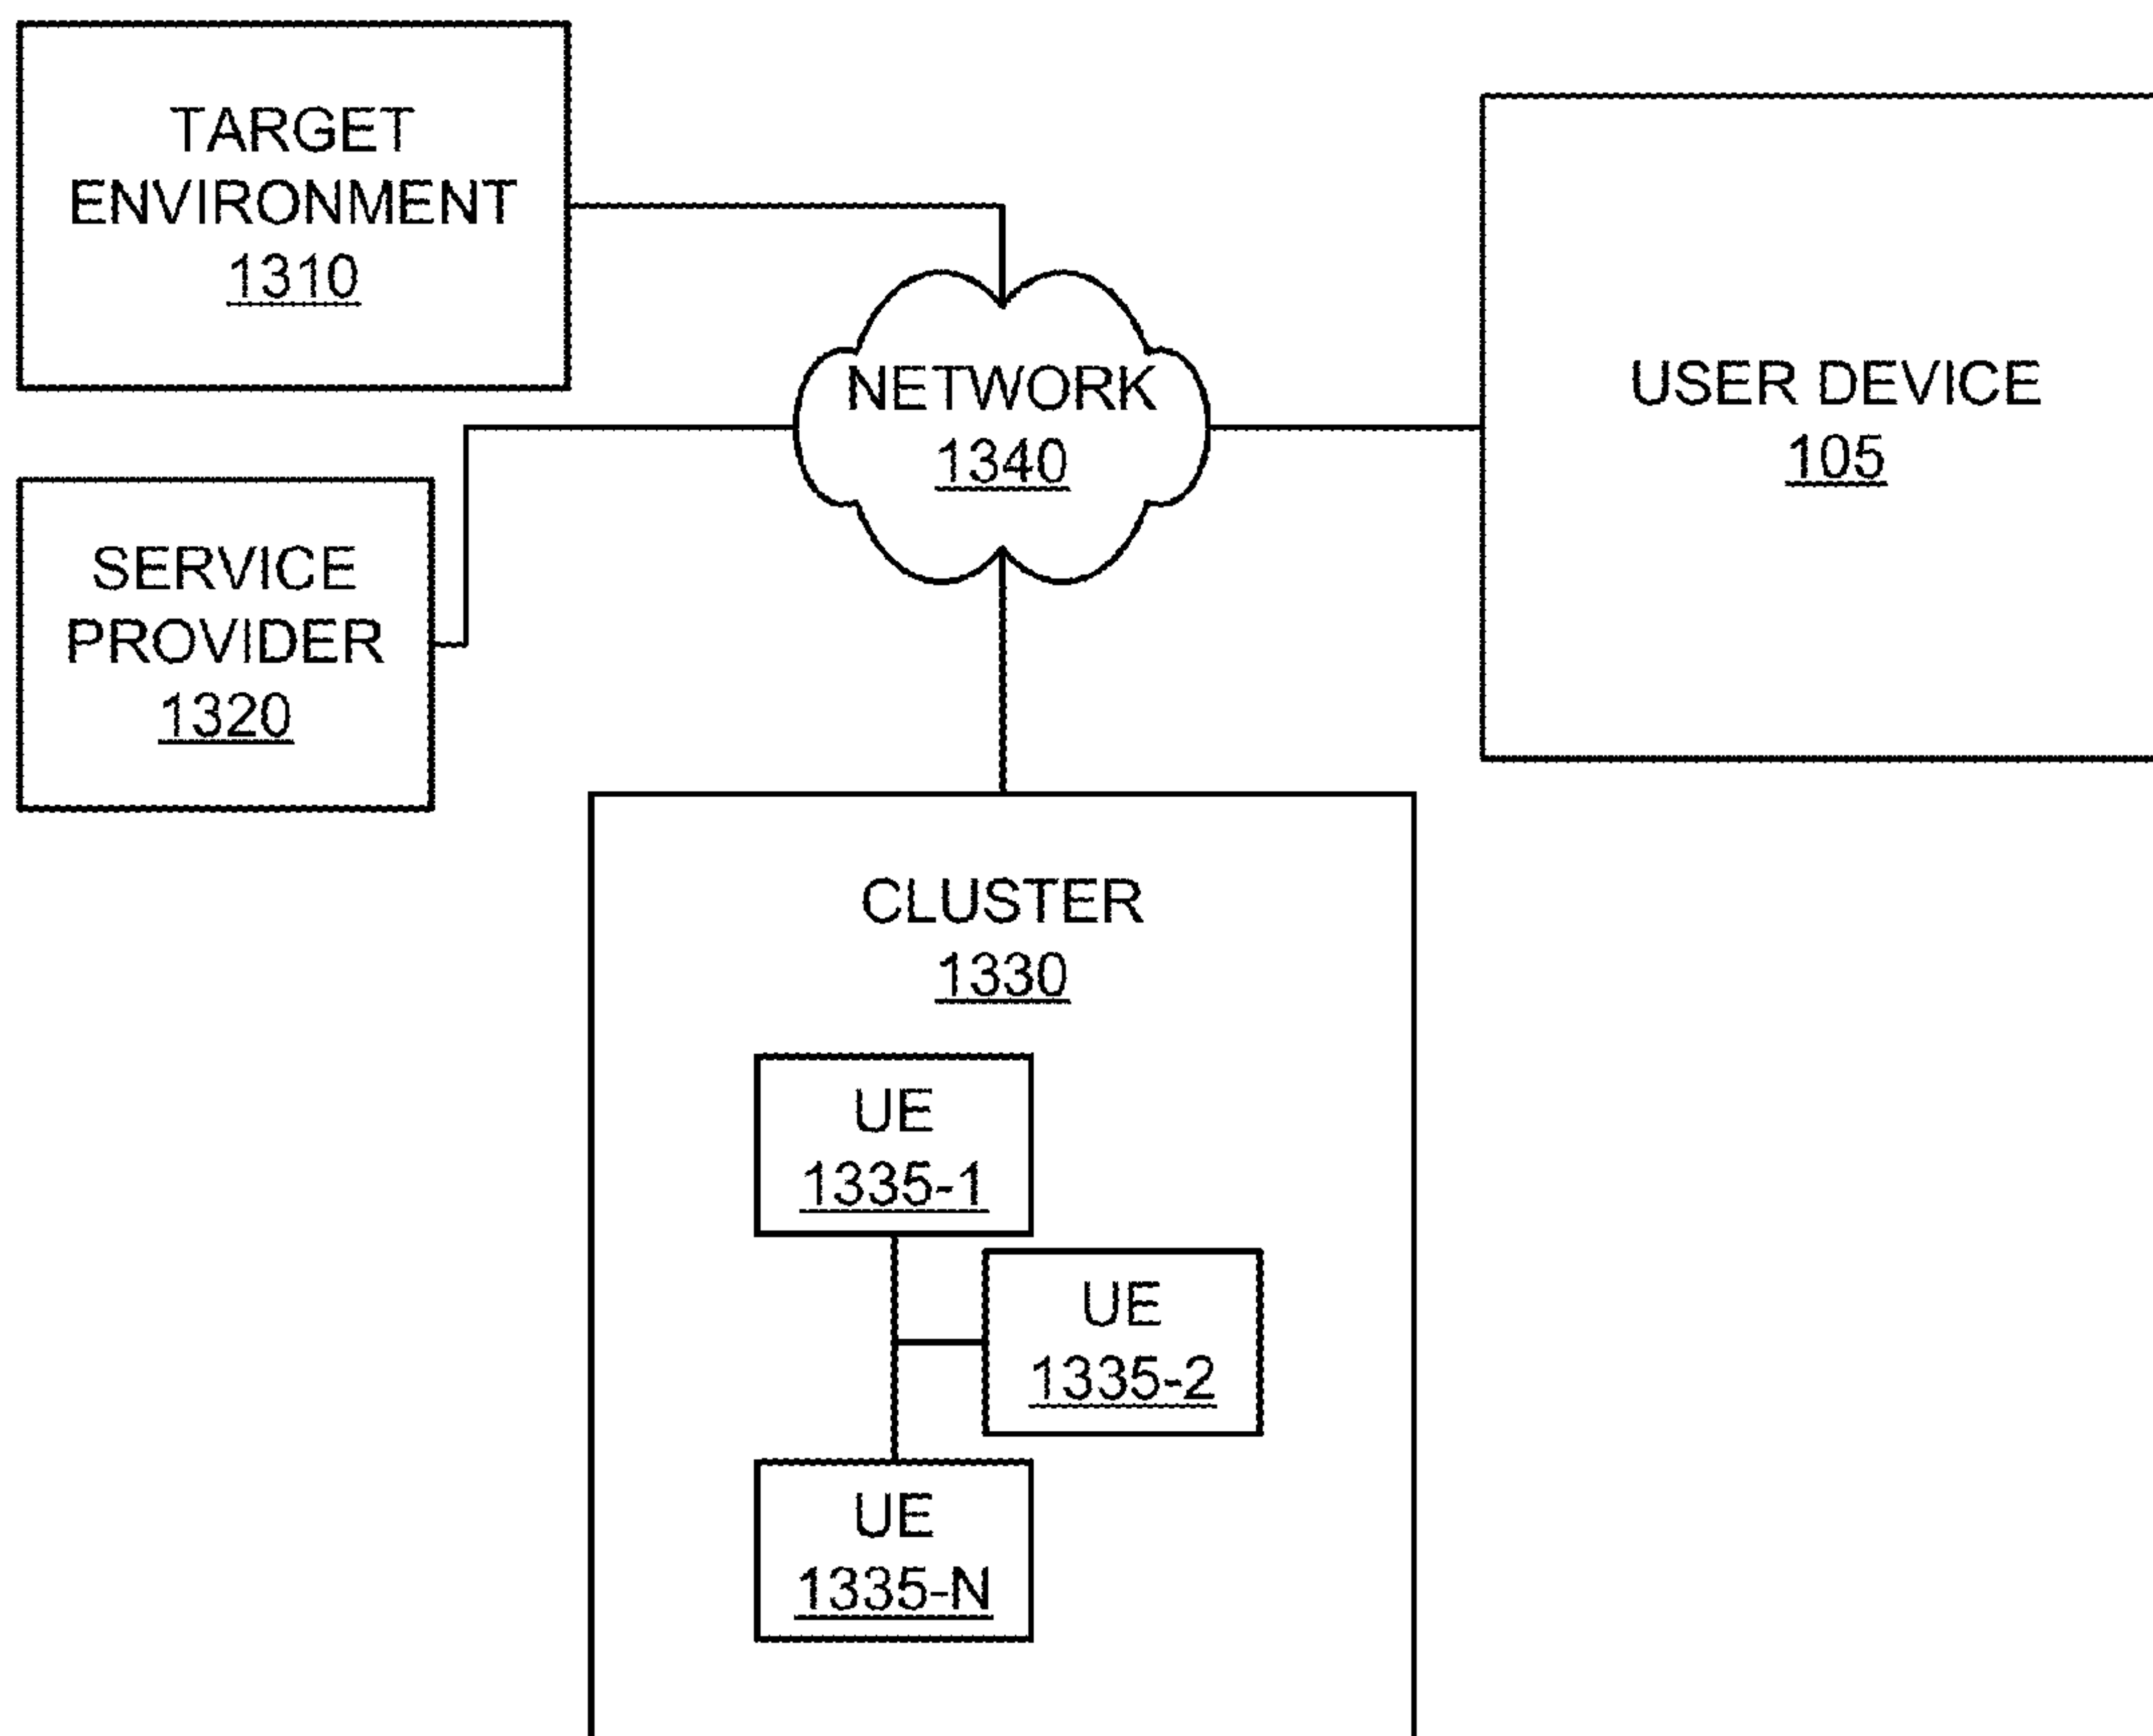 TARGET
ENVIRONMENT
1310
NETWORK
1340
USER DEVICE
105
SERVICE
PROVIDER
1320
CLUSTER
1330
UE
1335-1
UE
1335-2
UE
1335-N